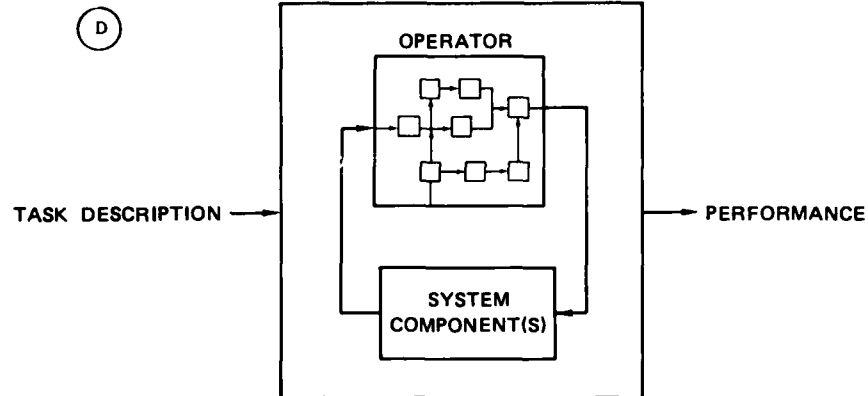 D
OPERATOR
TASK DESCRIPTION
PERFORMANCE
SYSTEM
COMPONENT(S)